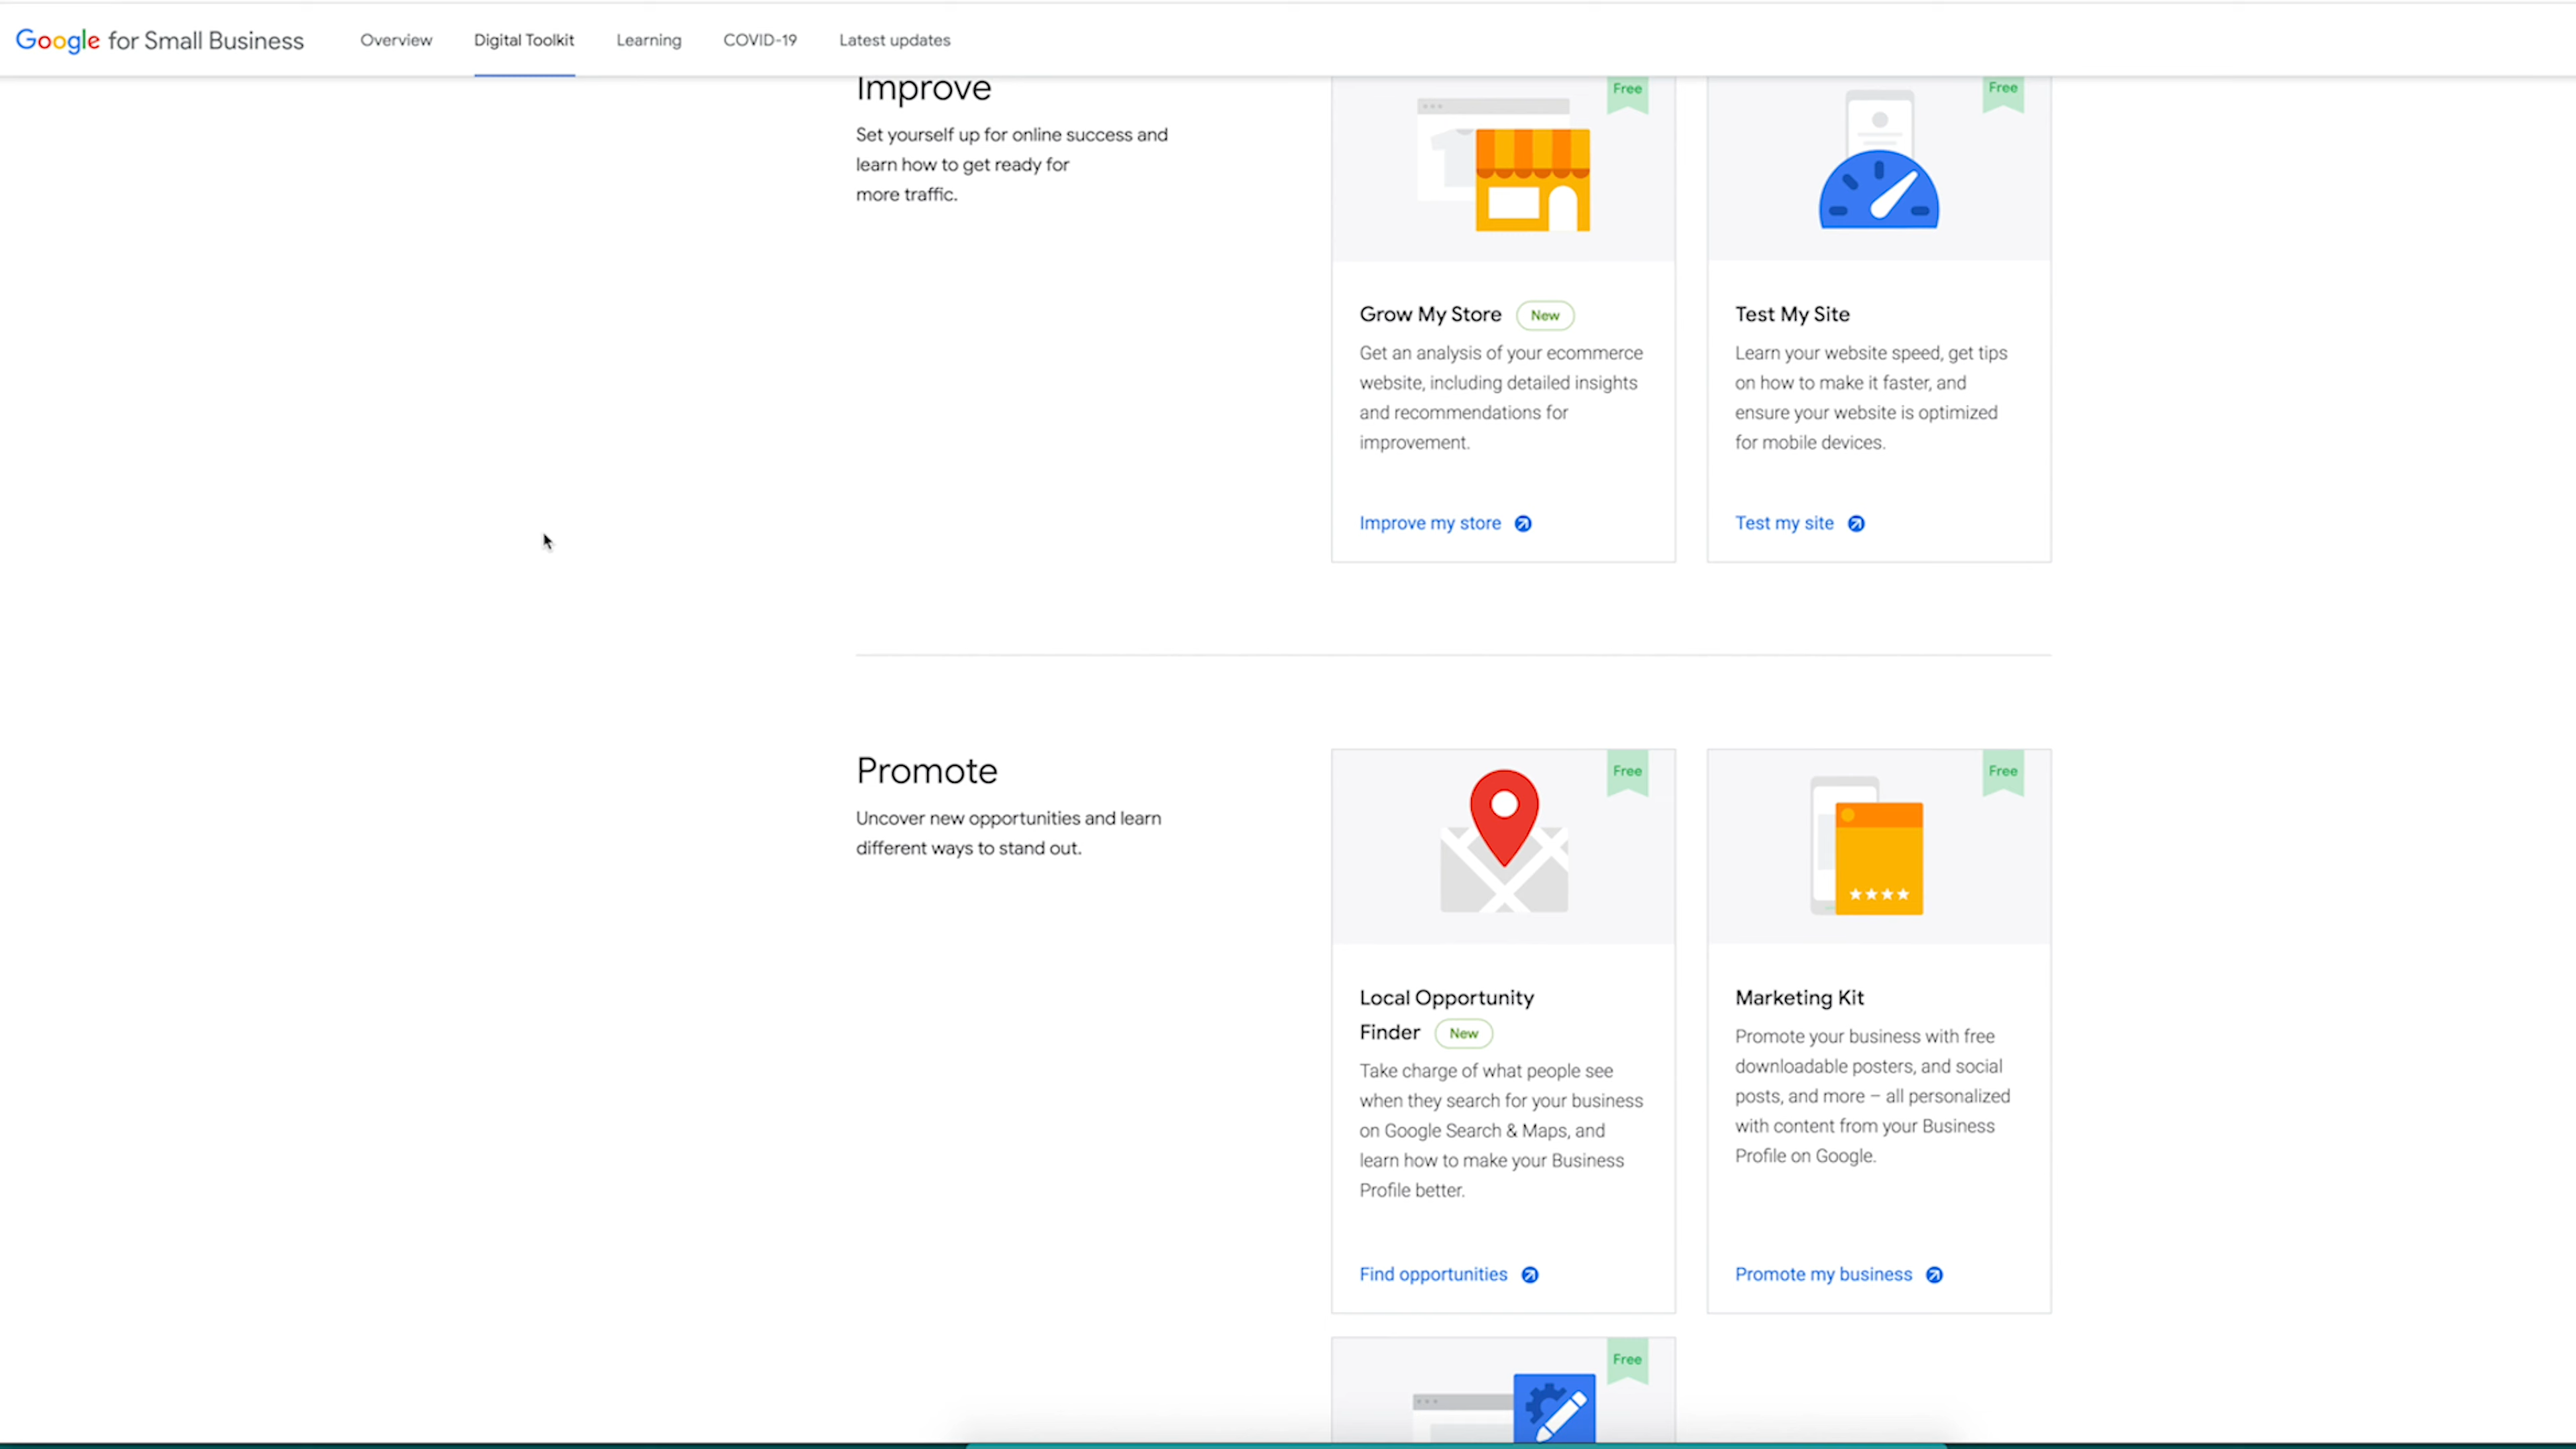 Google for Small Business
Overview
Digital Toolkit
Learning
COVID-19
Latest updates
Improve
Set yourself up for online success and
learn how to get ready for
more traffic.
Free
Grow My Store New
Get an analysis of your ecommerce
website, including detailed insights
and recommendations for
improvement.
Improve my store
Free
Test My Site
Learn your website speed, get tips
on how to make it faster, and
ensure your website is optimized
for mobile devices.
Test my site
Promote
Uncover new opportunities and learn
different ways to stand out.
Free
Local Opportunity
Finder New
Take charge of what people see
when they search for your business
on Google Search & Maps, and
learn how to make your Business
Profile better.
Find opportunities
Free
Marketing Kit
Promote your business with free
downloadable posters, and social
posts, and more – all personalized
with content from your Business
Profile on Google.
Promote my business
Free